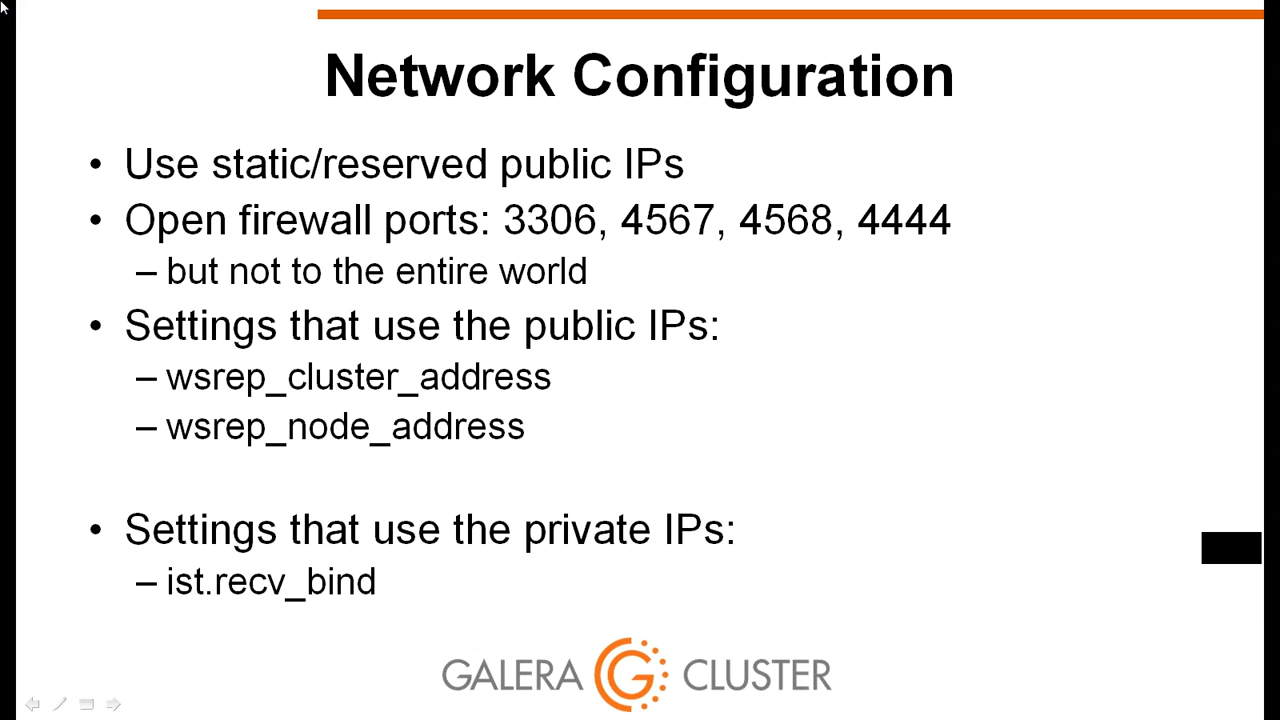 Network Configuration
• Use static/reserved public IPs
• Open firewall ports: 3306, 4567, 4568, 4444
– but not to the entire world
• Settings that use the public IPs:
– wsrep_cluster_address
– wsrep_node_address
• Settings that use the private IPs:
– ist.recv_bind
GALERA CLUSTER